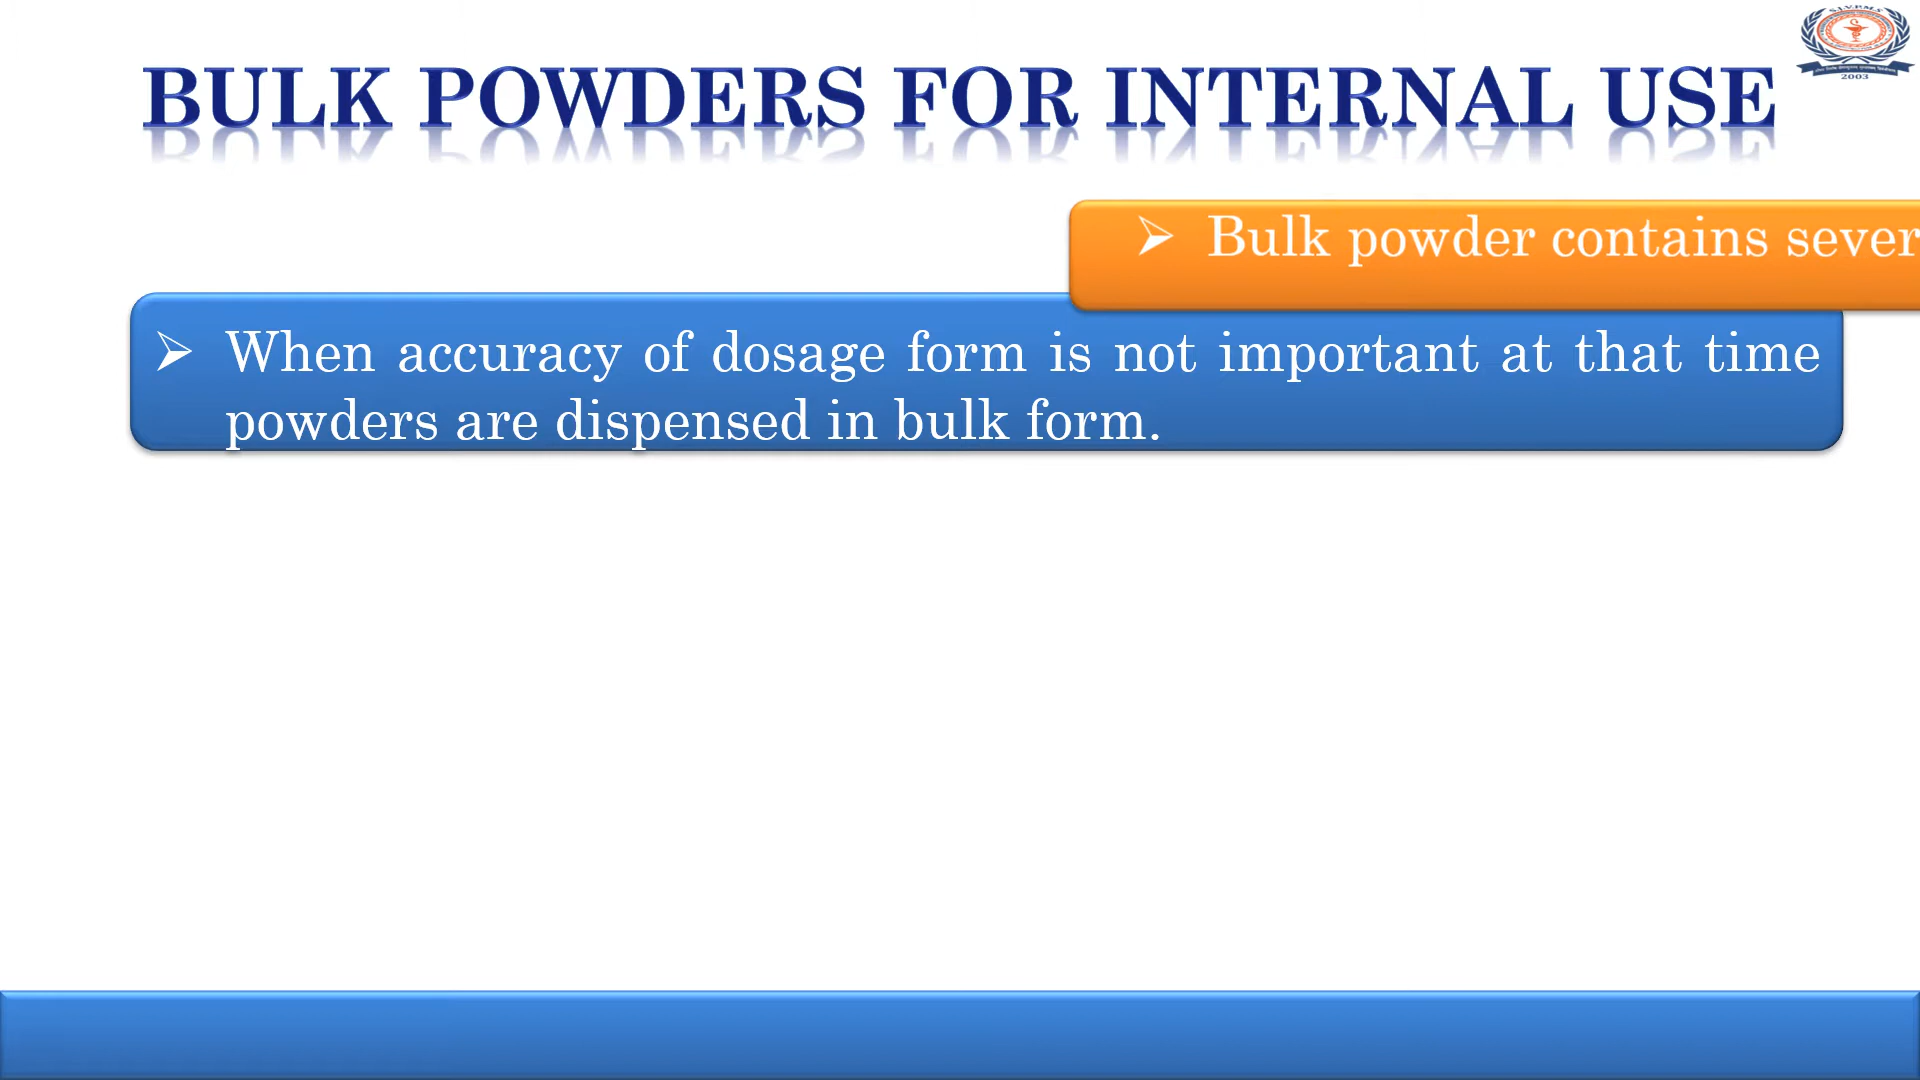 BULK POWDERS FOR INTERNAL USE
S.I.V.P.M.S
2003
➢ Bulk powder contains sever
➢ When accuracy of dosage form is not important at that time
powders are dispensed in bulk form.